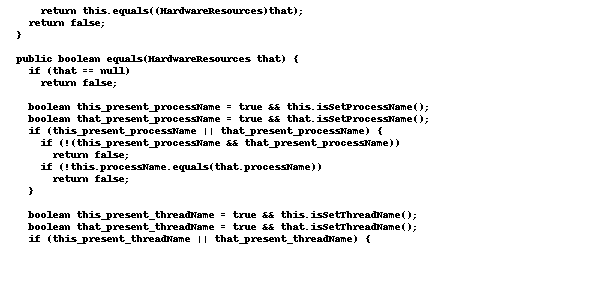 return this.equals((HardwareResources)that);
    return false;
  }

  public boolean equals(HardwareResources that) {
    if (that == null)
      return false;

    boolean this_present_processName = true && this.isSetProcessName();
    boolean that_present_processName = true && that.isSetProcessName();
    if (this_present_processName || that_present_processName) {
      if (!(this_present_processName && that_present_processName))
        return false;
      if (!this.processName.equals(that.processName))
        return false;
    }

    boolean this_present_threadName = true && this.isSetThreadName();
    boolean that_present_threadName = true && that.isSetThreadName();
    if (this_present_threadName || that_present_threadName) {